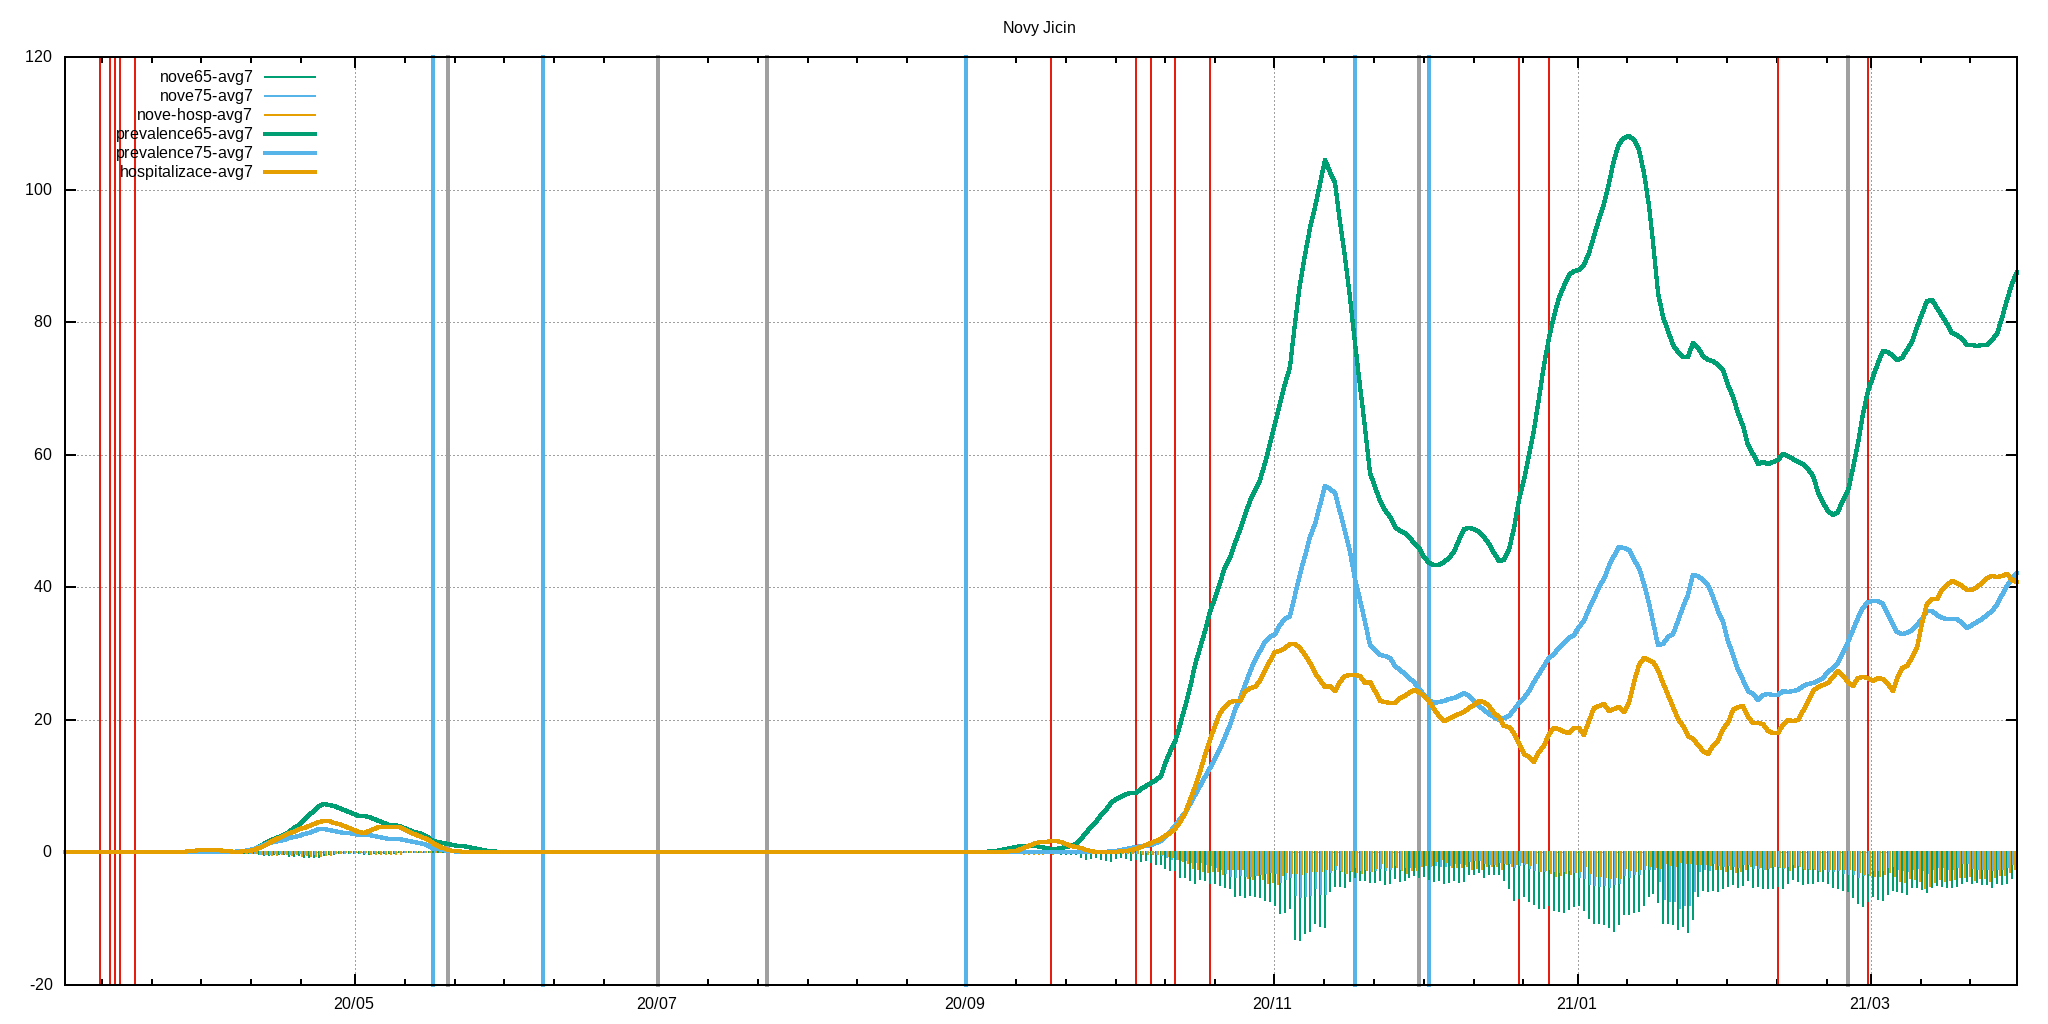 Novy Jicin
120
100
80
60
40
20
0
-20
nove65-avg7
nove75-avg7
nove-hosp-avg7
prevalence65-avg7
prevalence75-avg7
hospitalizace-avg7
20/05 20/07 20/09 20/11 21/01 21/03